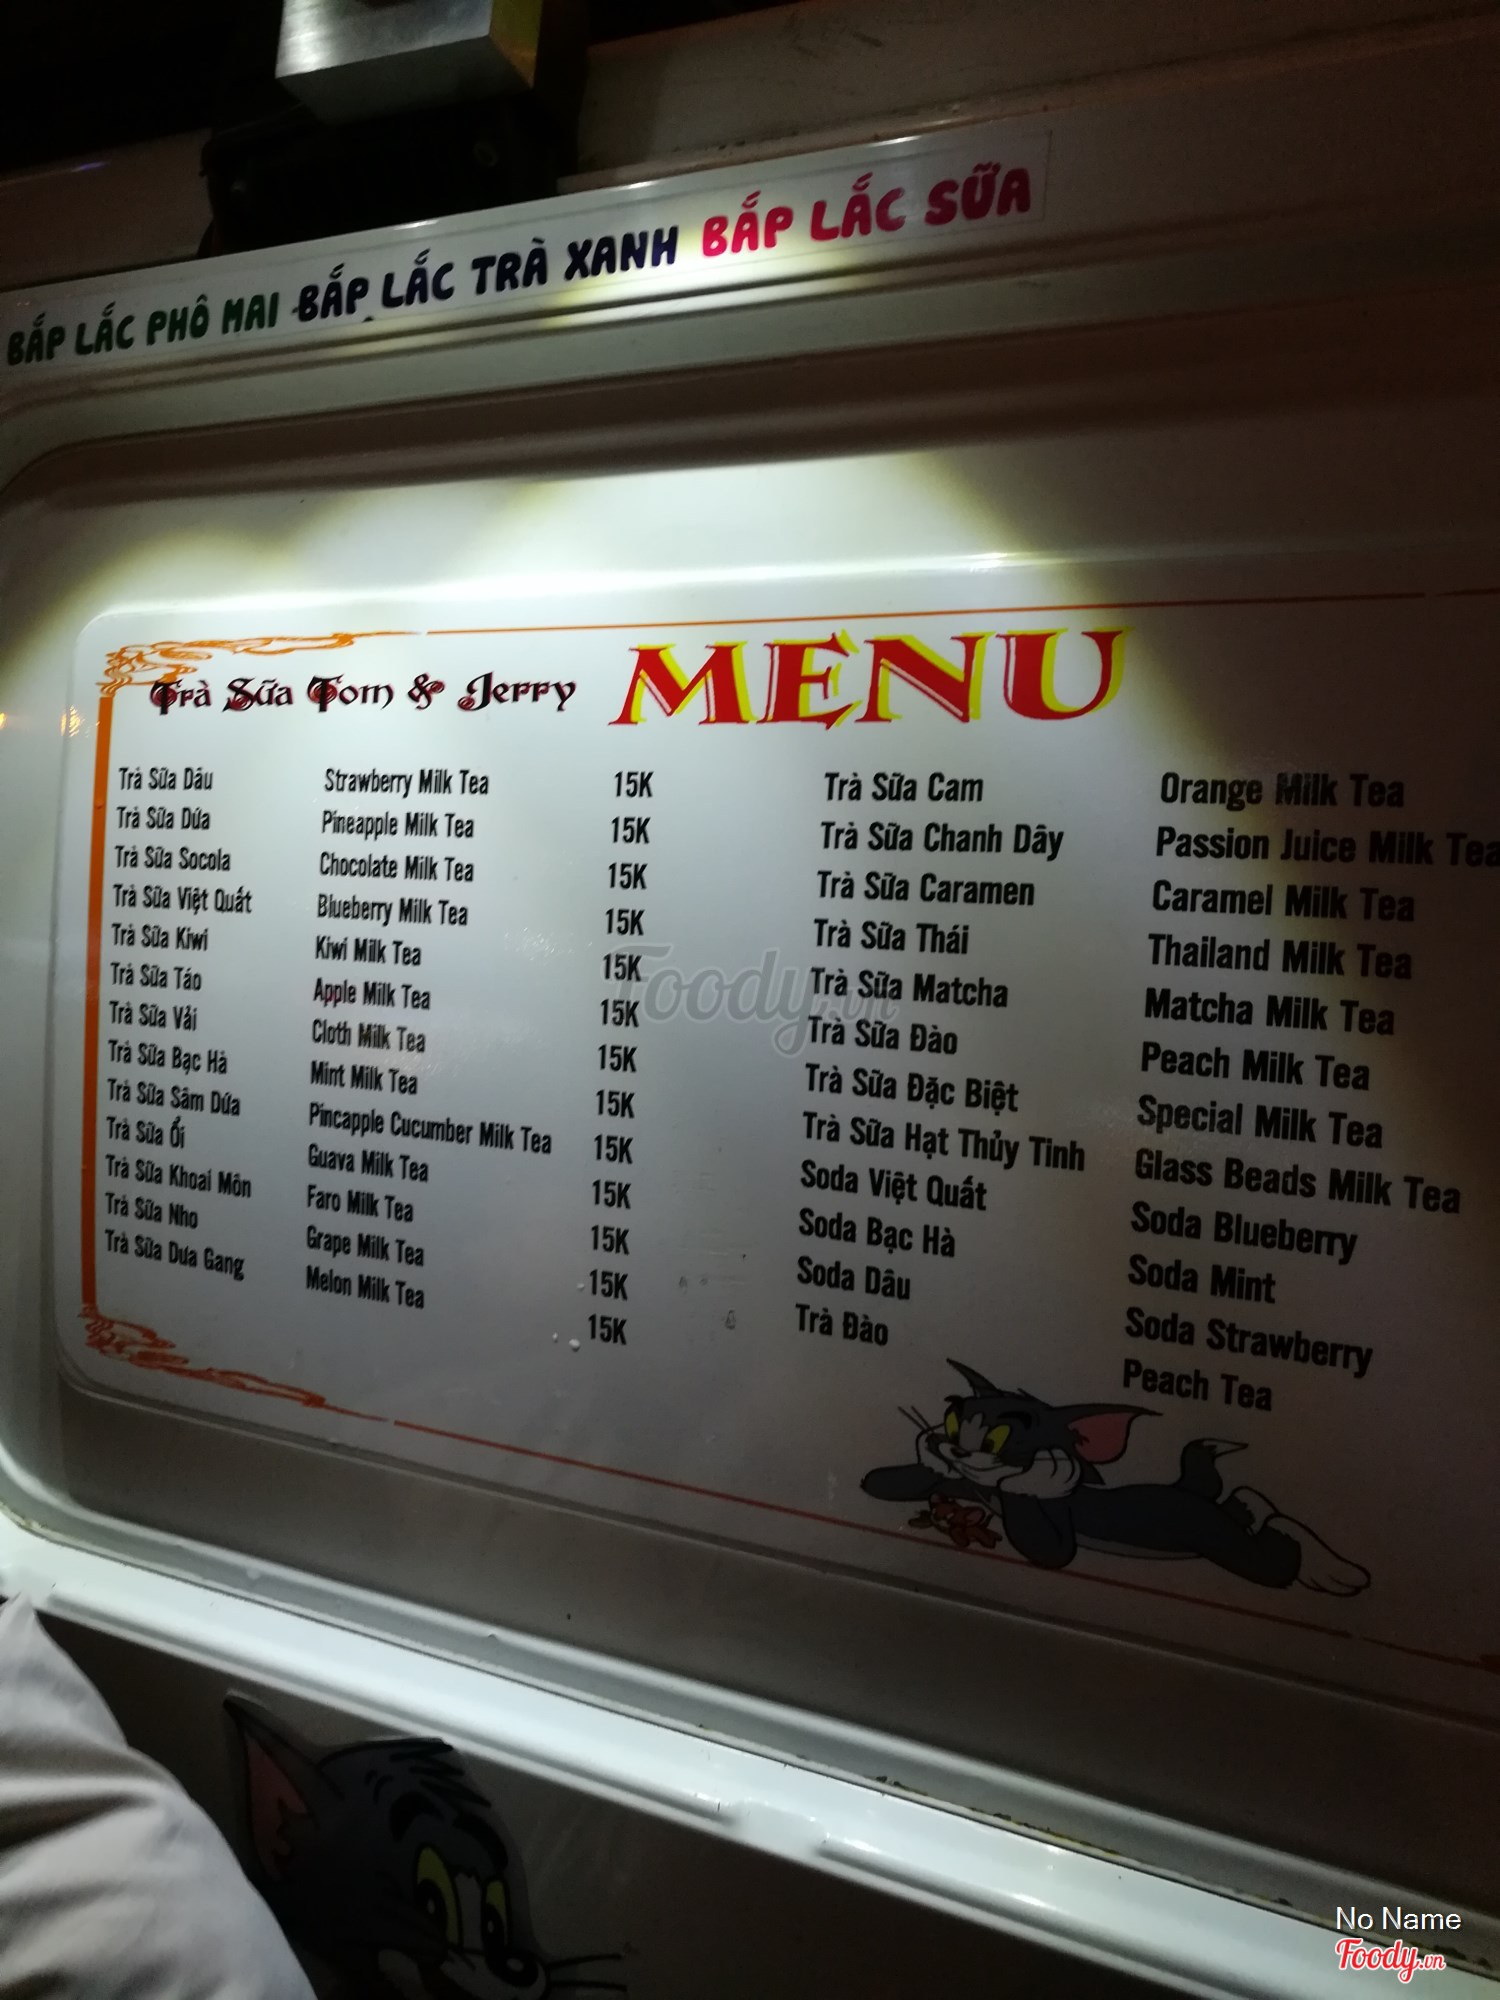 BẮP LẮC PHÔ MAI - BẮP LẮC TRÀ XANH BẮP LẮC SỮA
Trà Sữa Tom & Jerry MENU
Trà Sữa Dâu Strawberry Milk Tea 15K
Trà Sữa Dứa Pineapple Milk Tea 15K
Trà Sữa Socola Chocolate Milk Tea 15K
Trà Sữa Việt Quất Blueberry Milk Tea 15K
Trà Sữa Kiwi Kiwi Milk Tea 15K
Trà Sữa Táo Apple Milk Tea 15K
Trà Sữa Vải Cloth Milk Tea 15K
Trà Sữa Bạc Hà Mint Milk Tea 15K
Trà Sữa Sâm Dứa Pincapple Cucumber Milk Tea 15K
Trà Sữa Ổi Guava Milk Tea 15K
Trà Sữa Khoai Môn Faro Milk Tea 15K
Trà Sữa Nho Grape Milk Tea 15K
Trà Sữa Dưa Gang Melon Milk Tea 15K
Trà Sữa Cam Orange Milk Tea
Trà Sữa Chanh Dây Passion Juice Milk Tea
Trà Sữa Caramen Caramel Milk Tea
Trà Sữa Thái Thailand Milk Tea
Trà Sữa Matcha Matcha Milk Tea
Trà Sữa Đào Peach Milk Tea
Trà Sữa Đặc Biệt Special Milk Tea
Trà Sữa Hạt Thủy Tinh Glass Beads Milk Tea
Soda Việt Quất Soda Blueberry
Soda Bạc Hà Soda Mint
Soda Dâu Soda Strawberry
Trà Đào Peach Tea
Foody.vn
No Name
Foody.vn